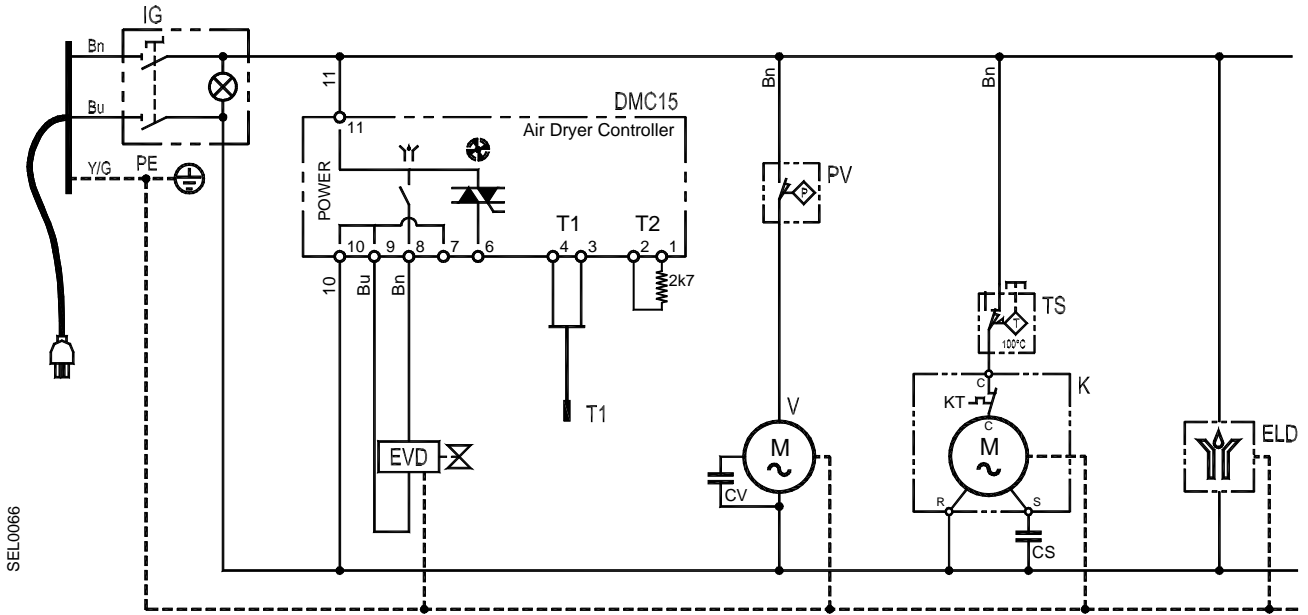 IG
Bn
Bu
Y/G
PE
11
DMC15
11
Air Dryer Controller
POWER
10
9
8
7
6
T1
4
3
T2
2
1
2k7
10
Bu
Bn
T1
EVD
Bn
PV
P
V
M
CV
Bn
TS
T
100°C
C
K
KT
C
M
R
S
CS
ELD
SEL0066